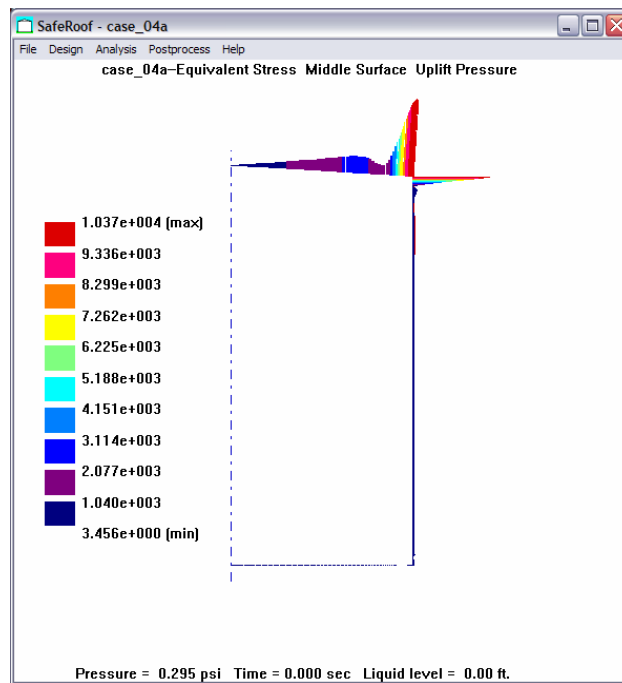 SafeRoof - case_04a
File Design Analysis Postprocess Help
case_04a-Equivalent Stress Middle Surface Uplift Pressure
1.037e+004 (max)
9.336e+003
8.299e+003
7.262e+003
6.225e+003
5.188e+003
4.151e+003
3.114e+003
2.077e+003
1.040e+003
3.456e+000 (min)
Pressure = 0.295 psi Time = 0.000 sec Liquid level = 0.00 ft.